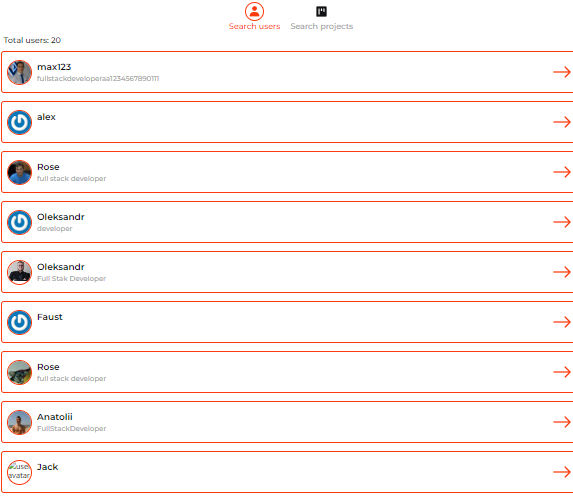 Search users Search projects
Total users: 20
max123
fullstackdeveloperaa1234567890111
alex
Rose
full stack developer
Oleksandr
developer
Oleksandr
Full Stak Developer
Faust
Rose
full stack developer
Anatolii
FullStackDeveloper
Jack
user
avatar